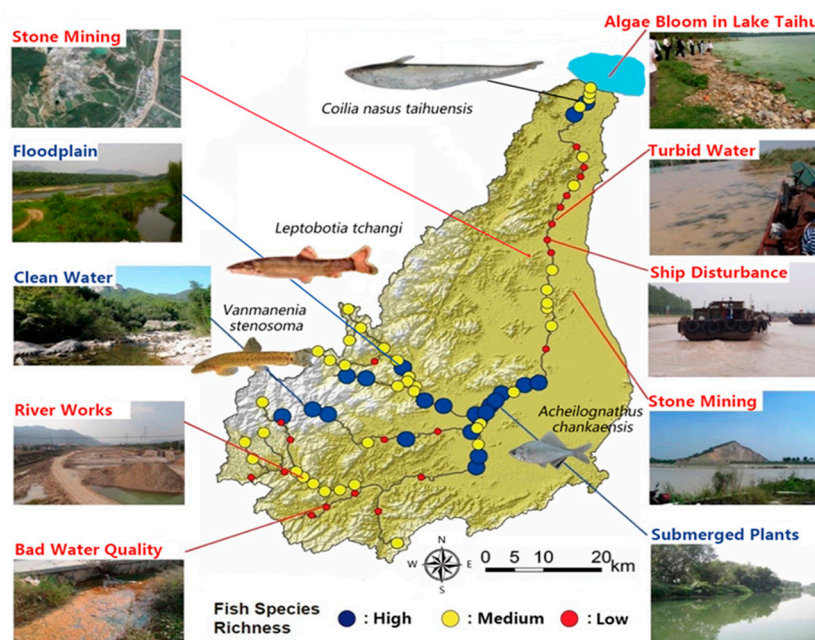 Stone Mining
Algae Bloom in Lake Taihu
Coilia nasus taihuensis
Floodplain
Turbid Water
Leptobotia tchangi
Clean Water
Ship Disturbance
Vanmanenia
stenosoma
River Works
Stone Mining
Acheilognathus
chankaensis
Bad Water Quality
Submerged Plants
N
W E
S
0 5 10 20
km
Fish Species
Richness : High : Medium : Low